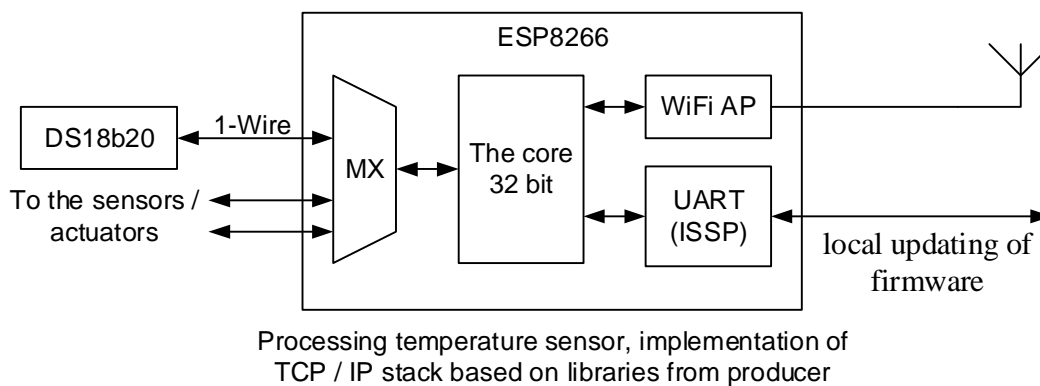 ESP8266
DS18b20
1-Wire
MX
The core
32 bit
WiFi AP
UART
(ISSP)
To the sensors /
actuators
local updating of
firmware
Processing temperature sensor, implementation of
TCP / IP stack based on libraries from producer